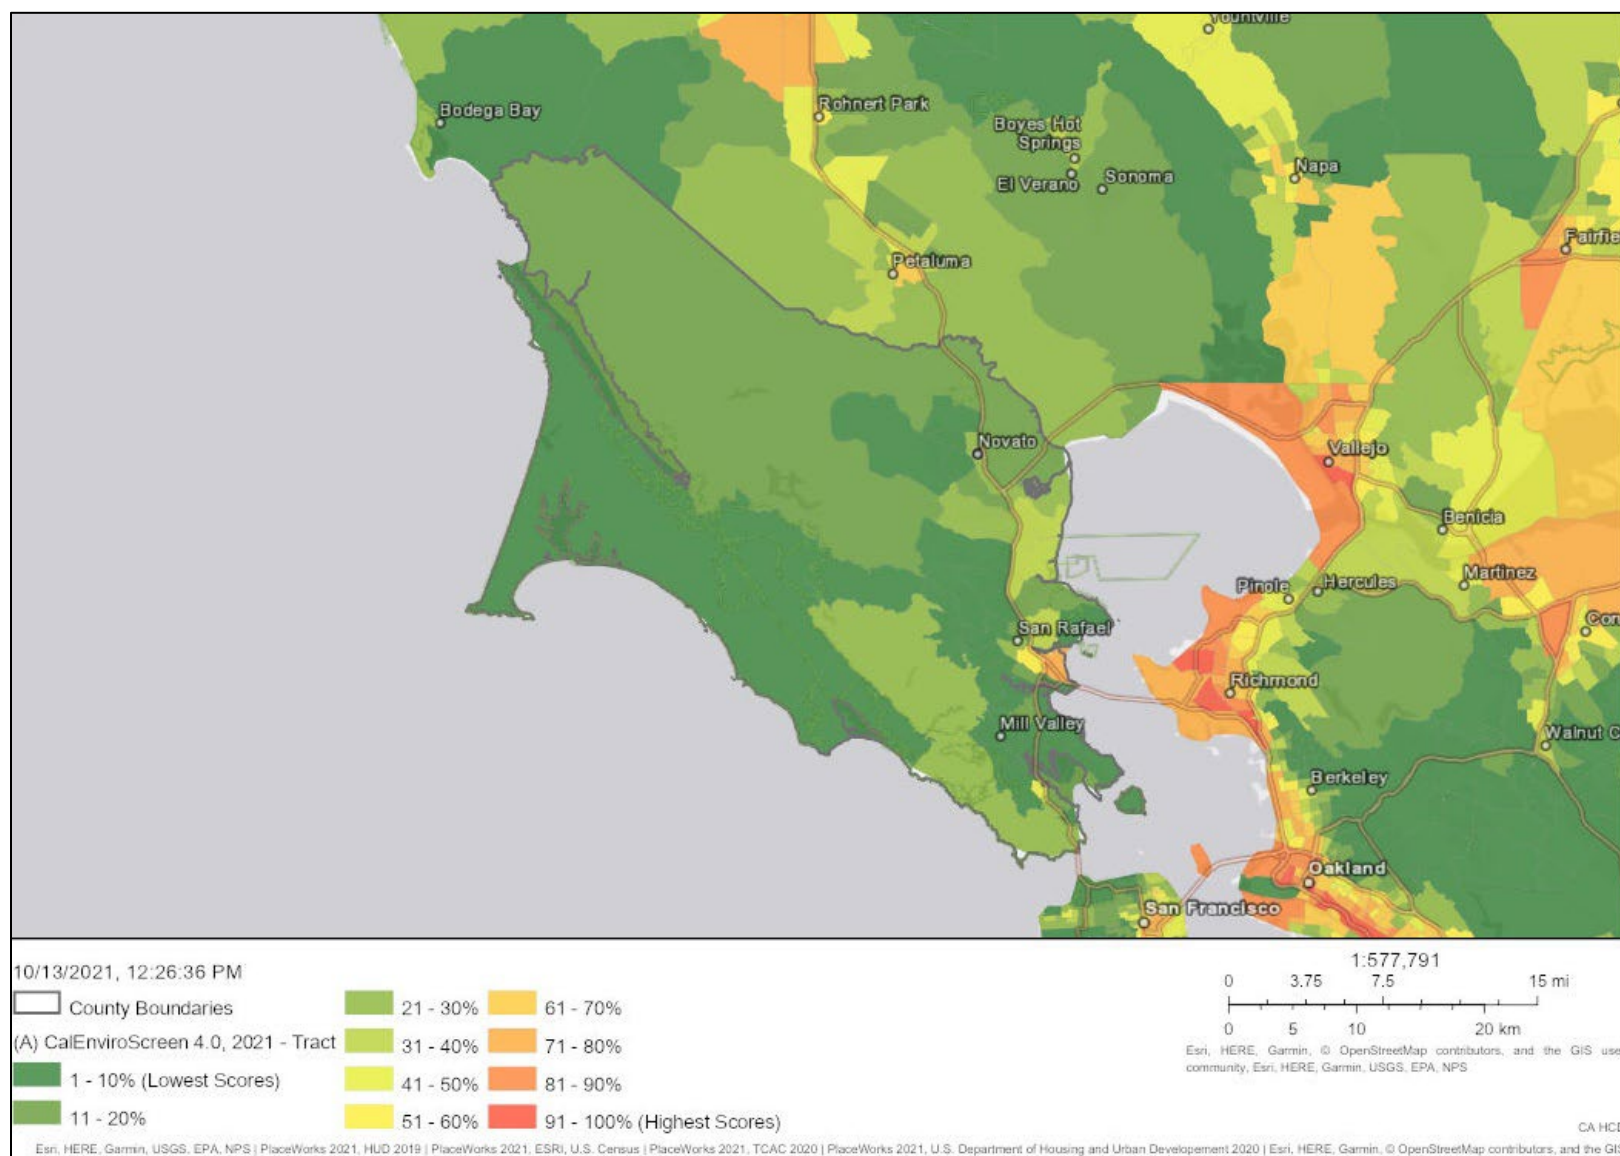 Yountville
Bodega Bay
Rohnert Park
Boyes Hot
Springs
El Verano
Sonoma
Napa
Petaluma
Fairfie
Novato
Vallejo
Benicia
Pinole
Hercules
Martinez
San Rafael
Con
Richmond
Mill Valley
Walnut C
Berkeley
Oakland
San Francisco
10/13/2021, 12:26:36 PM
County Boundaries
(A) CalEnviroScreen 4.0, 2021 - Tract
1 - 10% (Lowest Scores)
11 - 20%
21 - 30%
31 - 40%
41 - 50%
51 - 60%
61 - 70%
71 - 80%
81 - 90%
91 - 100% (Highest Scores)
1:577,791
0 3.75 7.5 15 mi
0 5 10 20 km
Esri, HERE, Garmin, © OpenStreetMap contributors, and the GIS use
community, Esri, HERE, Garmin, USGS, EPA, NPS
CA HCD
Esri, HERE, Garmin, USGS, EPA, NPS | PlaceWorks 2021, HUD 2019 | PlaceWorks 2021, ESRI, U.S. Census | PlaceWorks 2021, TCAC 2020 | PlaceWorks 2021, U.S. Department of Housing and Urban Developement 2020 | Esri, HERE, Garmin, © OpenStreetMap contributors, and the GIS